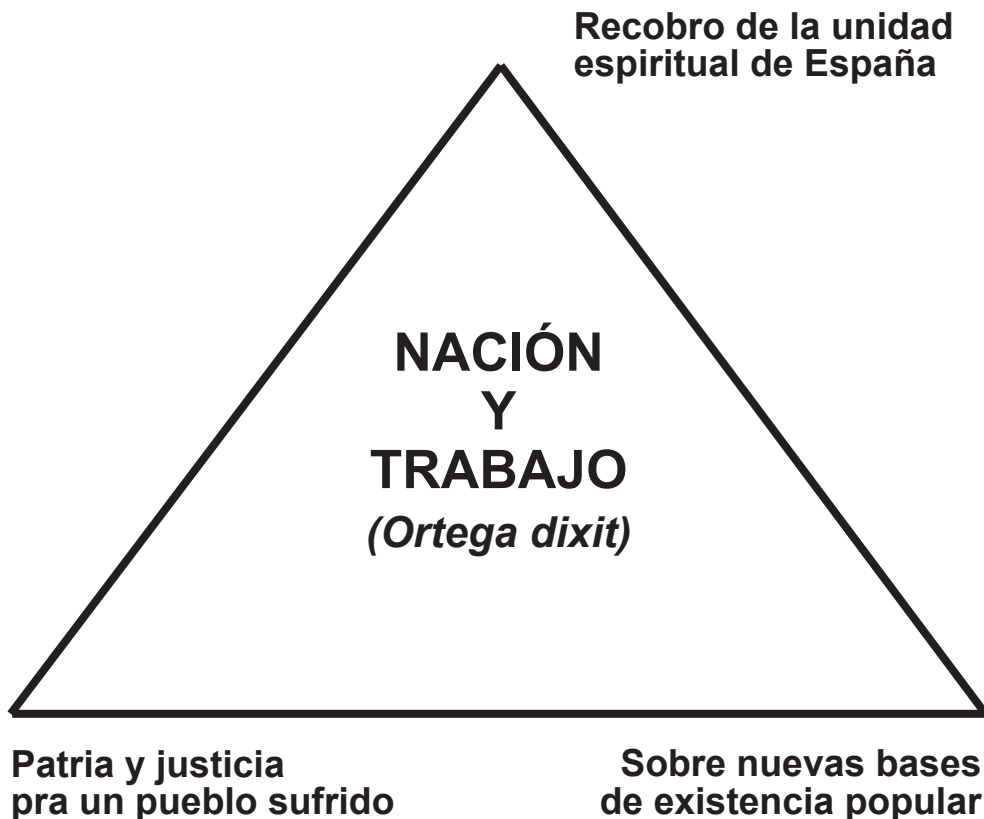 Recobro de la unidad
espiritual de España
NACIÓN
Y
TRABAJO
(Ortega dixit)
Patria y justicia
pra un pueblo sufrido
Sobre nuevas bases
de existencia popular